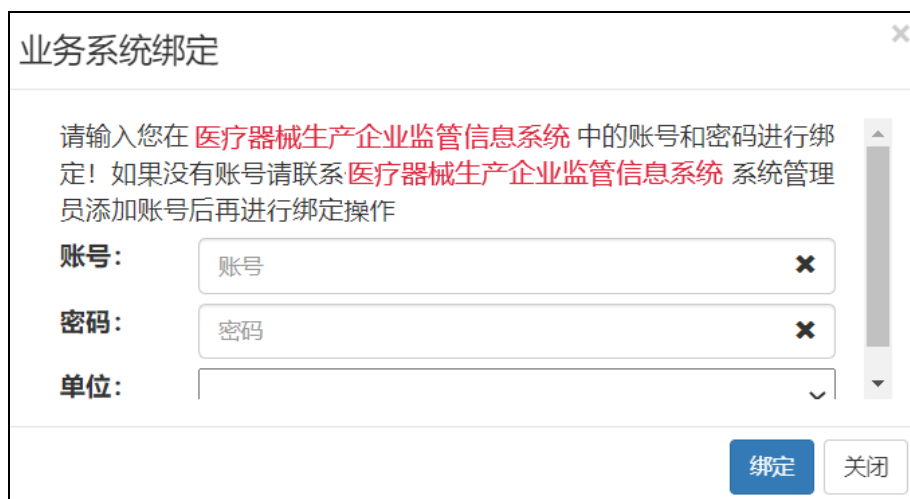 业务系统绑定
×
请输入您在 医疗器械生产企业监管信息系统 中的账号和密码进行绑
定！如果没有账号请联系 医疗器械生产企业监管信息系统 系统管理
员添加账号后再进行绑定操作
账号： 账号
密码： 密码
单位：
绑定 关闭